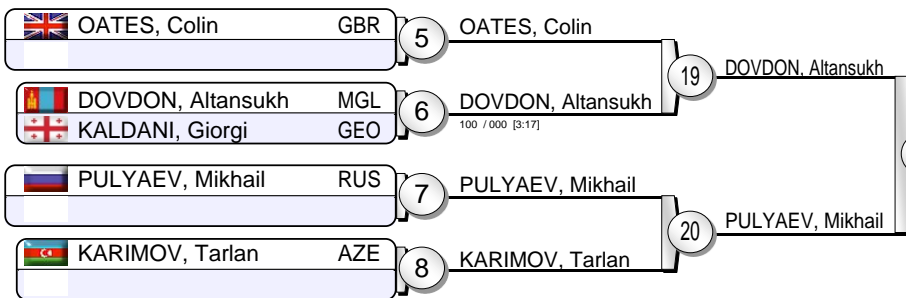 OATES, Colin GBR
5
OATES, Colin
DOVDON, Altansukh MGL
KALDANI, Giorgi GEO
6
DOVDON, Altansukh
100 / 000 [3:17]
19
DOVDON, Altansukh
PULYAEV, Mikhail RUS
7
PULYAEV, Mikhail
KARIMOV, Tarlan AZE
8
KARIMOV, Tarlan
20
PULYAEV, Mikhail